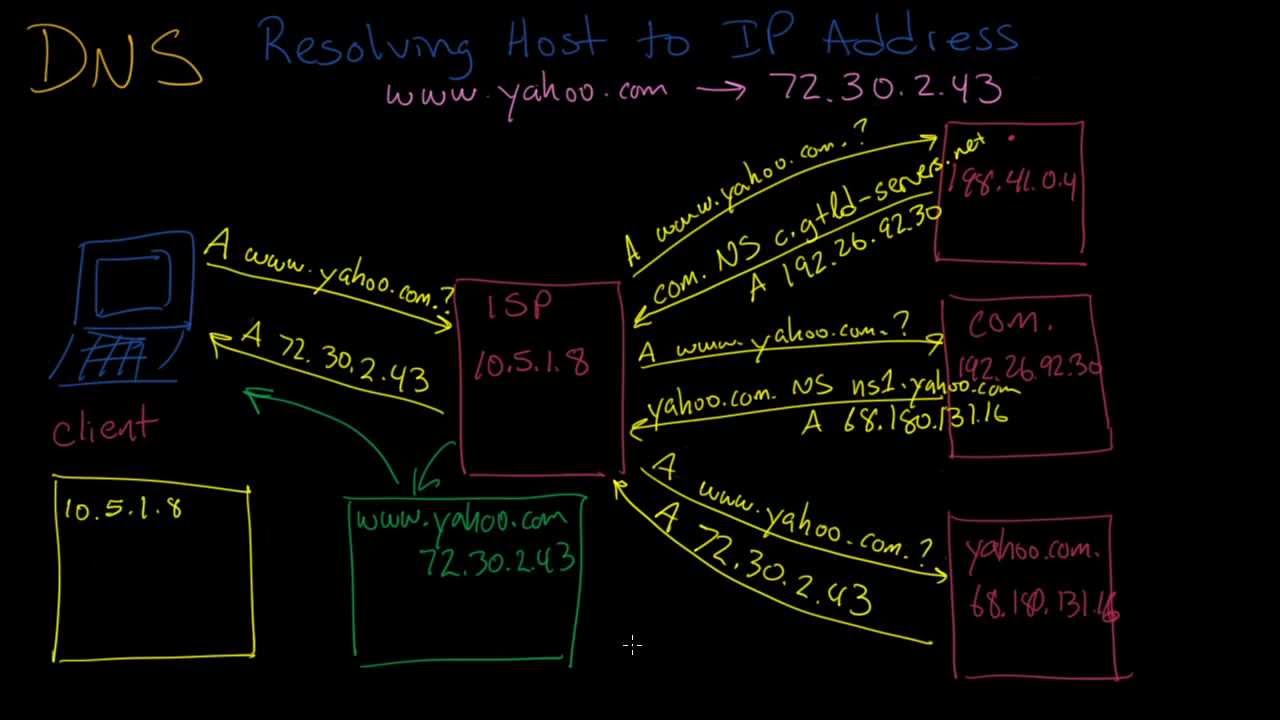 DNS Resolving Host to IP Address
www.yahoo.com → 72.30.2.43
A www.yahoo.com.?
com. NS c.gtld-servers.net
A 192.26.92.30
.
198.41.0.4
A www.yahoo.com.?
A 72.30.2.43
client
10.5.1.8
ISP
10.5.1.8
A www.yahoo.com.?
yahoo.com. NS ns1.yahoo.com
A 68.180.131.16
com.
192.26.92.30
A www.yahoo.com.?
A 72.30.2.43
yahoo.com.
68.180.131.16
www.yahoo.com
72.30.2.43